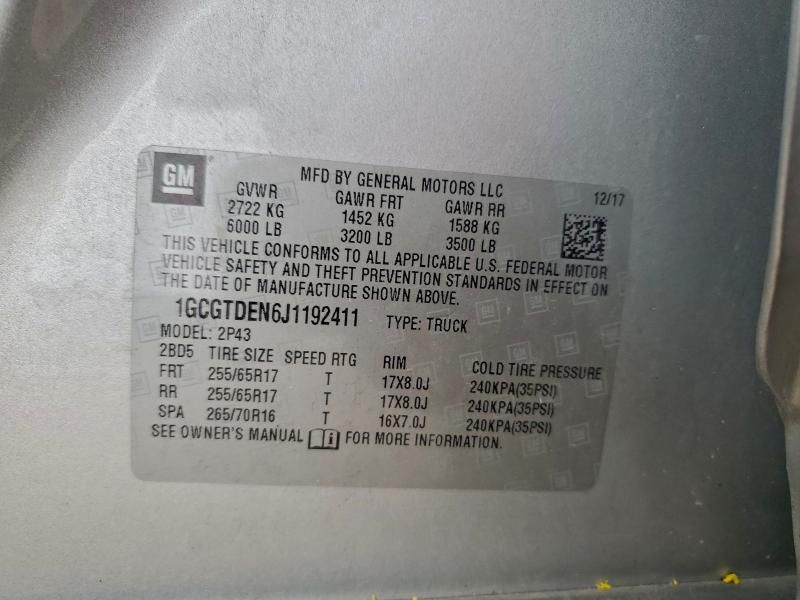 GM
MFD BY GENERAL MOTORS LLC
12/17
GVWR GAWR FRT GAWR RR
2722 KG 1452 KG 1588 KG
6000 LB 3200 LB 3500 LB
THIS VEHICLE CONFORMS TO ALL APPLICABLE U.S. FEDERAL MOTOR
VEHICLE SAFETY AND THEFT PREVENTION STANDARDS IN EFFECT ON
THE DATE OF MANUFACTURE SHOWN ABOVE.
1GCGTDEN6J1192411 TYPE: TRUCK
MODEL: 2P43
2BD5 TIRE SIZE SPEED RTG RIM COLD TIRE PRESSURE
FRT 255/65R17 T 17X8.0J 240KPA(35PSI)
RR 255/65R17 T 17X8.0J 240KPA(35PSI)
SPA 265/70R16 T 16X7.0J 240KPA(35PSI)
SEE OWNER'S MANUAL FOR MORE INFORMATION.